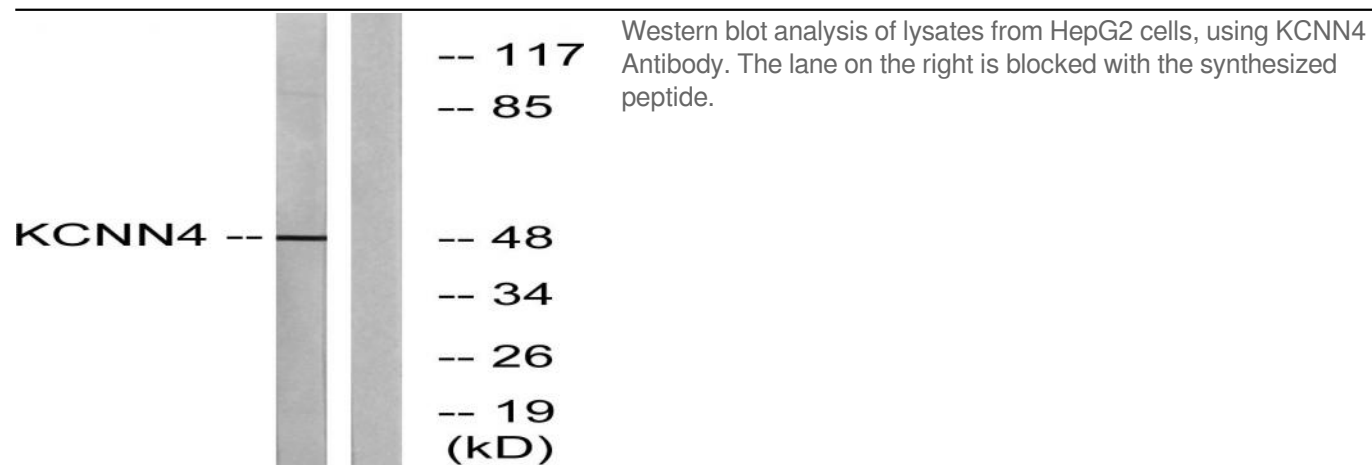 Western blot analysis of lysates from HepG2 cells, using KCNN4
Antibody. The lane on the right is blocked with the synthesized
peptide.
-- 117
-- 85
KCNN4 -- -- 48
-- 34
-- 26
-- 19
(kD)